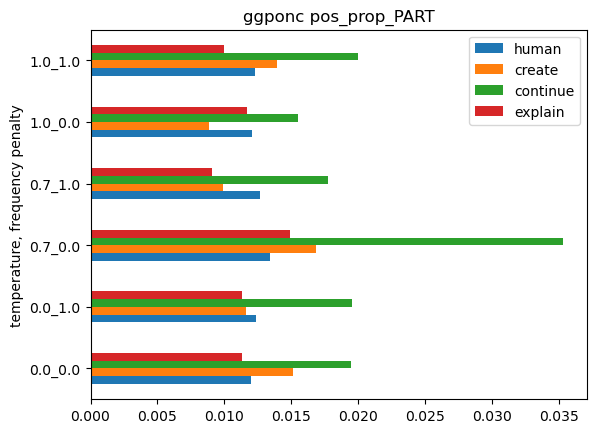 ggponc pos_prop_PART
human
create
continue
explain
temperature, frequency penalty
1.0_1.0
1.0_0.0
0.7_1.0
0.7_0.0
0.0_1.0
0.0_0.0
0.000 0.005 0.010 0.015 0.020 0.025 0.030 0.035